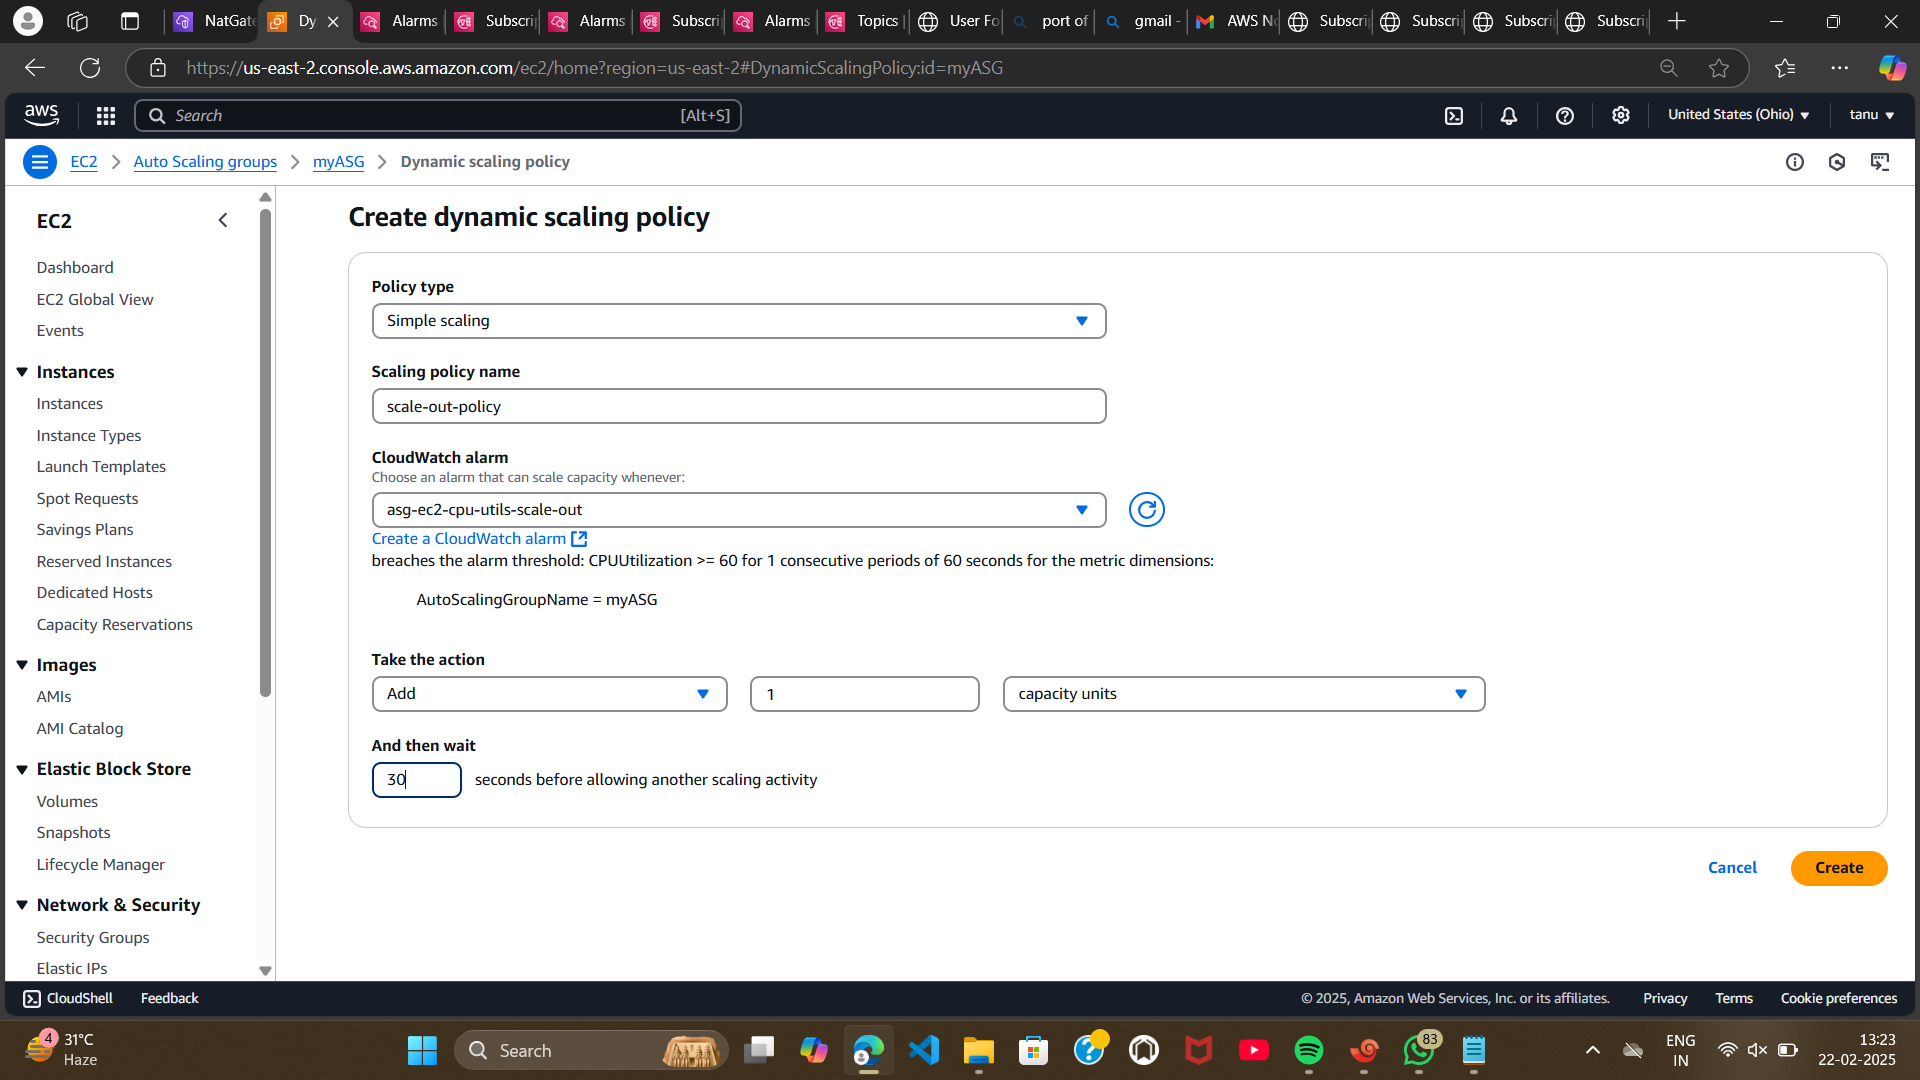 NatGate
Dy
Alarms
Subscrip
Alarms
Subscrip
Alarms
Topics |
User Fo
port of
gmail -
AWS No
Subscrip
Subscrip
Subscrip
Subscrip
https://us-east-2.console.aws.amazon.com/ec2/home?region=us-east-2#DynamicScalingPolicy:id=myASG
aws
Search
[Alt+S]
United States (Ohio)
tanu
EC2
Auto Scaling groups
myASG
Dynamic scaling policy
EC2
Dashboard
EC2 Global View
Events
Instances
Instances
Instance Types
Launch Templates
Spot Requests
Savings Plans
Reserved Instances
Dedicated Hosts
Capacity Reservations
Images
AMIs
AMI Catalog
Elastic Block Store
Volumes
Snapshots
Lifecycle Manager
Network & Security
Security Groups
Elastic IPs
Create dynamic scaling policy
Policy type
Simple scaling
Scaling policy name
scale-out-policy
CloudWatch alarm
Choose an alarm that can scale capacity whenever:
asg-ec2-cpu-utils-scale-out
Create a CloudWatch alarm
breaches the alarm threshold: CPUUtilization >= 60 for 1 consecutive periods of 60 seconds for the metric dimensions:
AutoScalingGroupName = myASG
Take the action
Add
1
capacity units
And then wait
30
seconds before allowing another scaling activity
Cancel
Create
CloudShell
Feedback
© 2025, Amazon Web Services, Inc. or its affiliates.
Privacy
Terms
Cookie preferences
4
31°C
Haze
Search
83
ENG
IN
13:23
22-02-2025